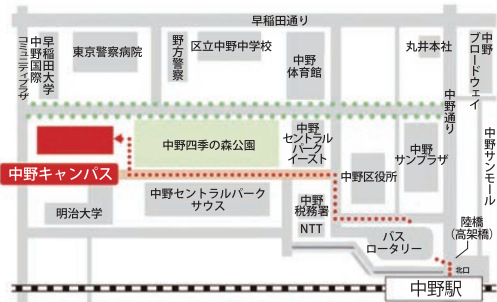 早稲田通り
早稲田大学
中野国際
コミュニティプラザ
東京警察病院
野方
警察
区立中野中学校
中野
体育館
丸井本社
中野
ブロードウェイ
中野通り
中野四季の森公園
中野
セントラル
パーク
イースト
中野
サンプラザ
中野サンモール
中野キャンパス
中野区役所
中野セントラルパーク
サウス
明治大学
中野
税務署
NTT
バス
ロータリー
陸橋
(高架橋)
北口
中野駅